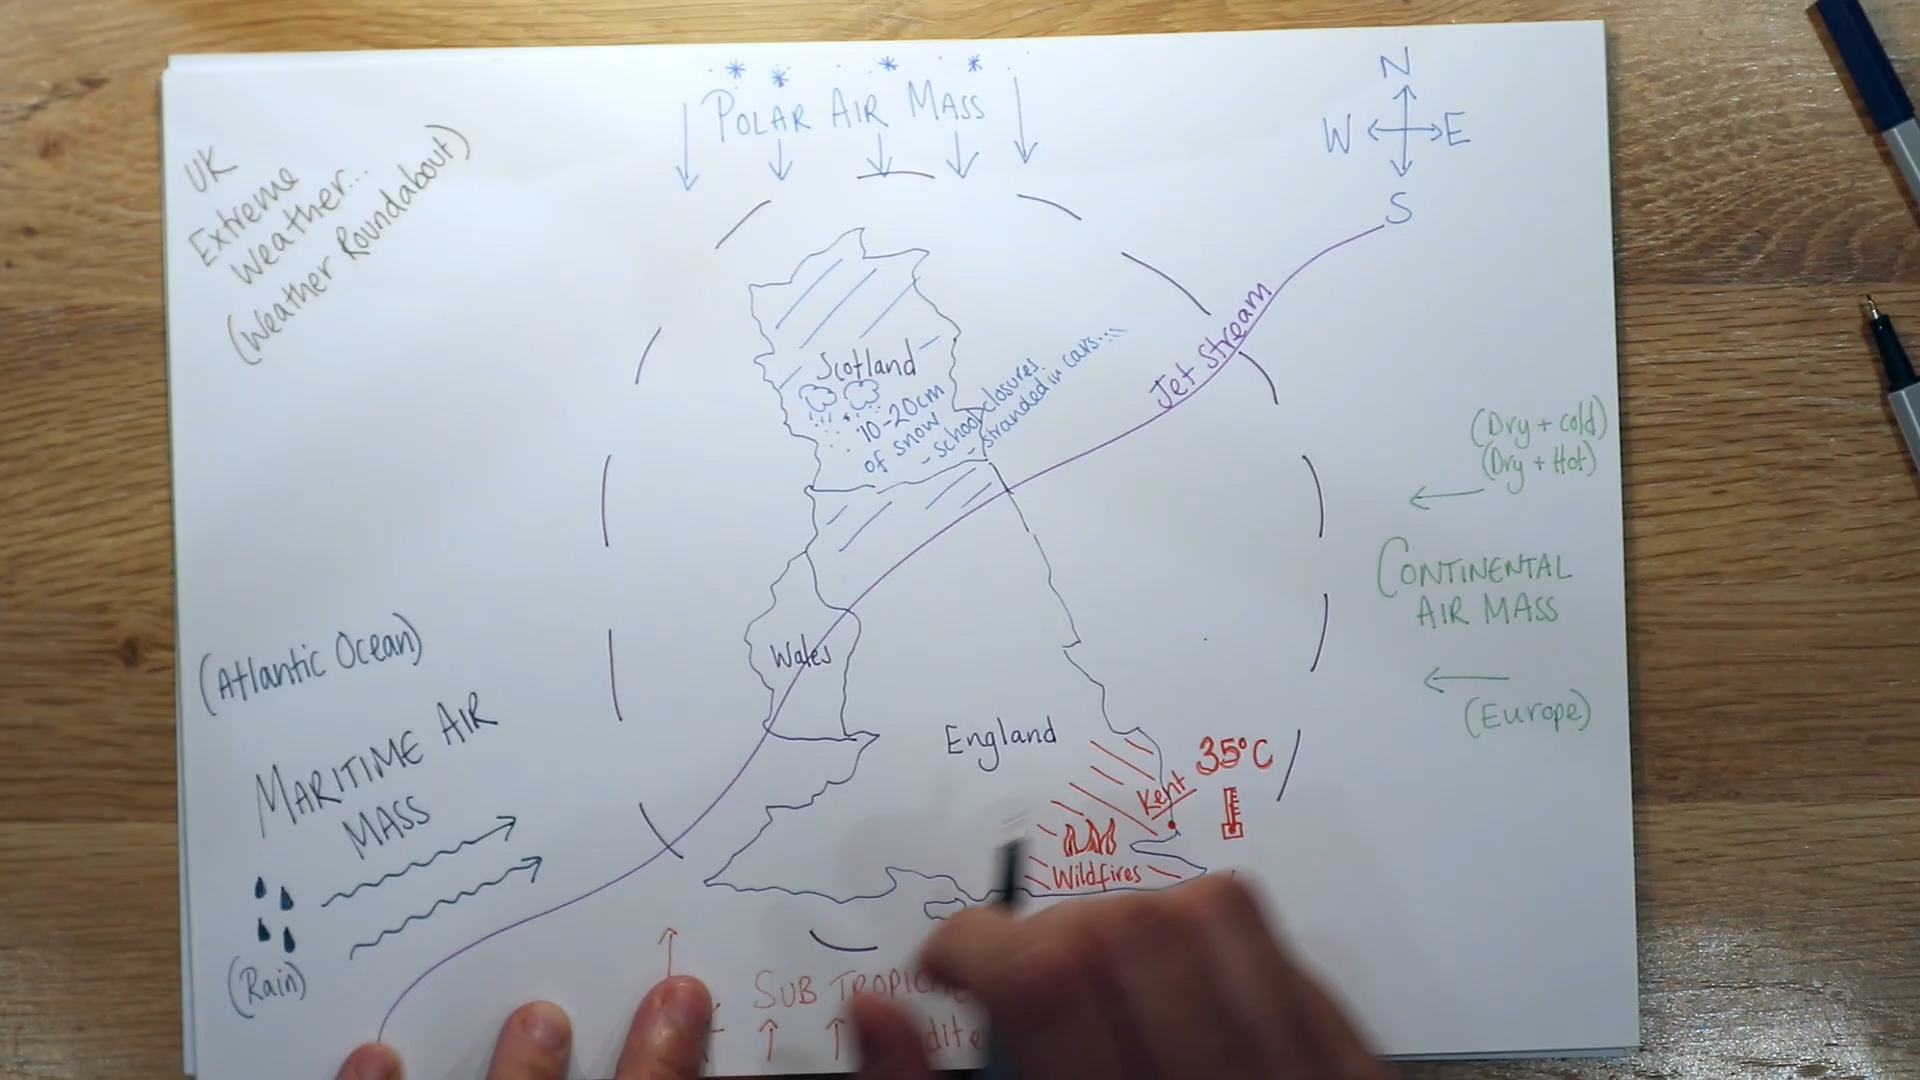 UK
Extreme
Weather...
(Weather Roundabout)
POLAR AIR MASS
N
W E
S
Jet Stream
Scotland
10-20cm
of snow
- school closures
- stranded in cars....
(Dry + cold)
(Dry + Hot)
CONTINENTAL
AIR MASS
(Europe)
(Atlantic Ocean)
MARITIME AIR
MASS
(Rain)
Wales
England
35°C
Kent
Wildfires
SUB